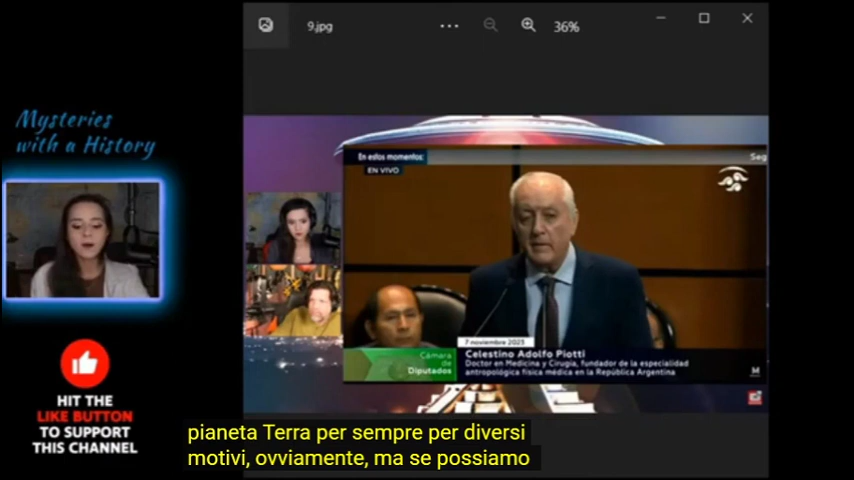 9.jpg
36%
Mysteries
with a History
En estos momentos:
Seg
EN VIVO
7 noviembre 2023
Celestino Adolfo Piotti
Cámara
de
Diputados
Doctor en Medicina y Cirugía, fundador de la especialidad
antropológica física médica en la República Argentina
HIT THE
LIKE BUTTON
TO SUPPORT
THIS CHANNEL
pianeta Terra per sempre per diversi
motivi, ovviamente, ma se possiamo